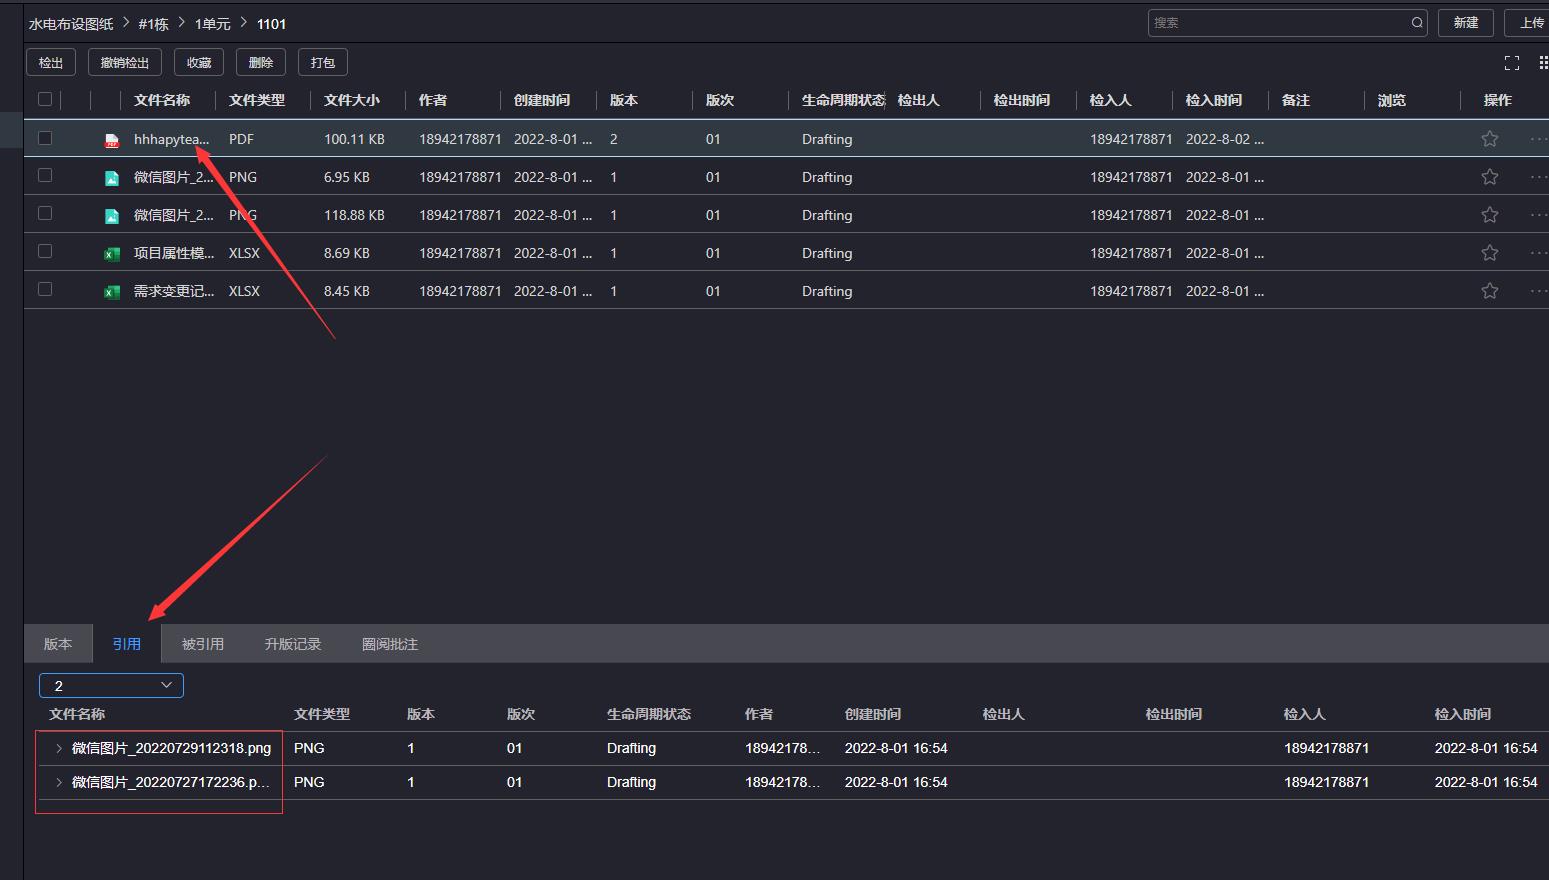 水电布设图纸 > #1栋 > 1单元 > 1101 搜索 新建 上传
检出 撤销检出 收藏 删除 打包
文件名称 文件类型 文件大小 作者 创建时间 版本 版次 生命周期状态 检出人 检出时间 检入人 检入时间 备注 浏览 操作
hhhapytea... PDF 100.11 KB 18942178871 2022-8-01 ... 2 01 Drafting 18942178871 2022-8-02 ...
微信图片_2... PNG 6.95 KB 18942178871 2022-8-01 ... 1 01 Drafting 18942178871 2022-8-01 ...
微信图片_2... PNG 118.88 KB 18942178871 2022-8-01 ... 1 01 Drafting 18942178871 2022-8-01 ...
项目属性模... XLSX 8.69 KB 18942178871 2022-8-01 ... 1 01 Drafting 18942178871 2022-8-01 ...
需求变更记... XLSX 8.45 KB 18942178871 2022-8-01 ... 1 01 Drafting 18942178871 2022-8-01 ...
版本 引用 被引用 升版记录 圈阅批注
2
文件名称 文件类型 版本 版次 生命周期状态 作者 创建时间 检出人 检出时间 检入人 检入时间
微信图片_20220729112318.png PNG 1 01 Drafting 18942178... 2022-8-01 16:54 18942178871 2022-8-01 16:54
微信图片_20220727172236.p... PNG 1 01 Drafting 18942178... 2022-8-01 16:54 18942178871 2022-8-01 16:54